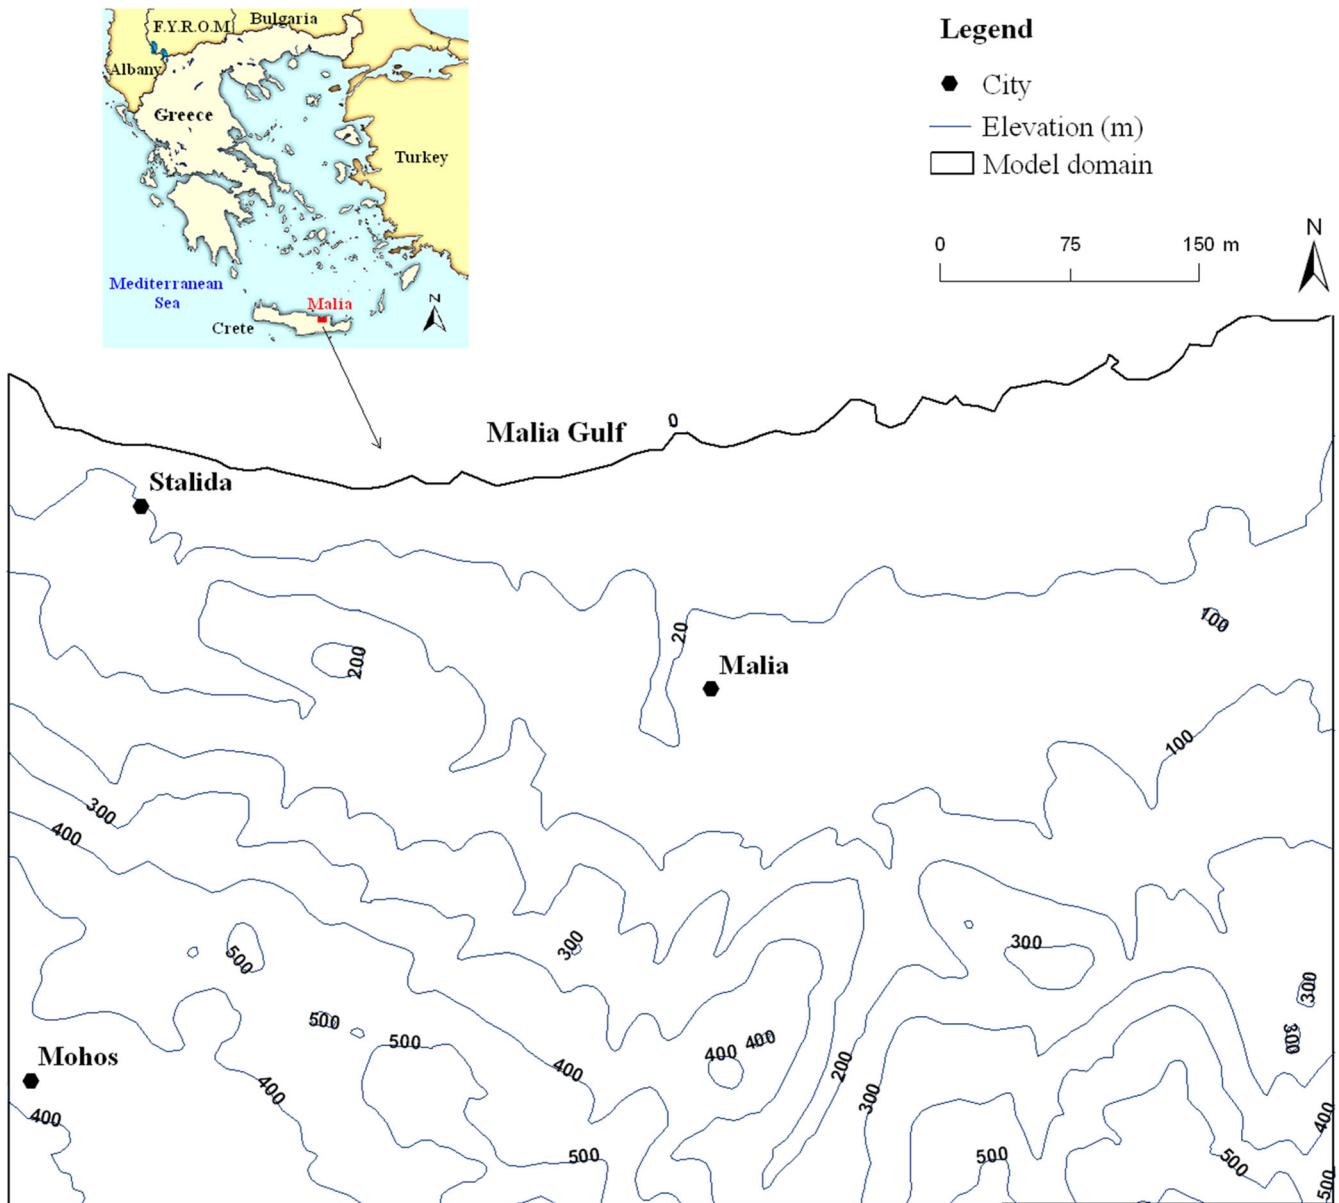 F.Y.R.O.M
Bulgaria
Albany
Greece
Turkey
Mediterranean
Sea
Malia
Crete
N
Legend
City
Elevation (m)
Model domain
0 75 150 m
N
0
Malia Gulf
Stalida
20
100
200
Malia
100
300
400
300
500
300
300
300
500
500
400
400
Mohos
400
200
400
300
400
400
500
500
500
500